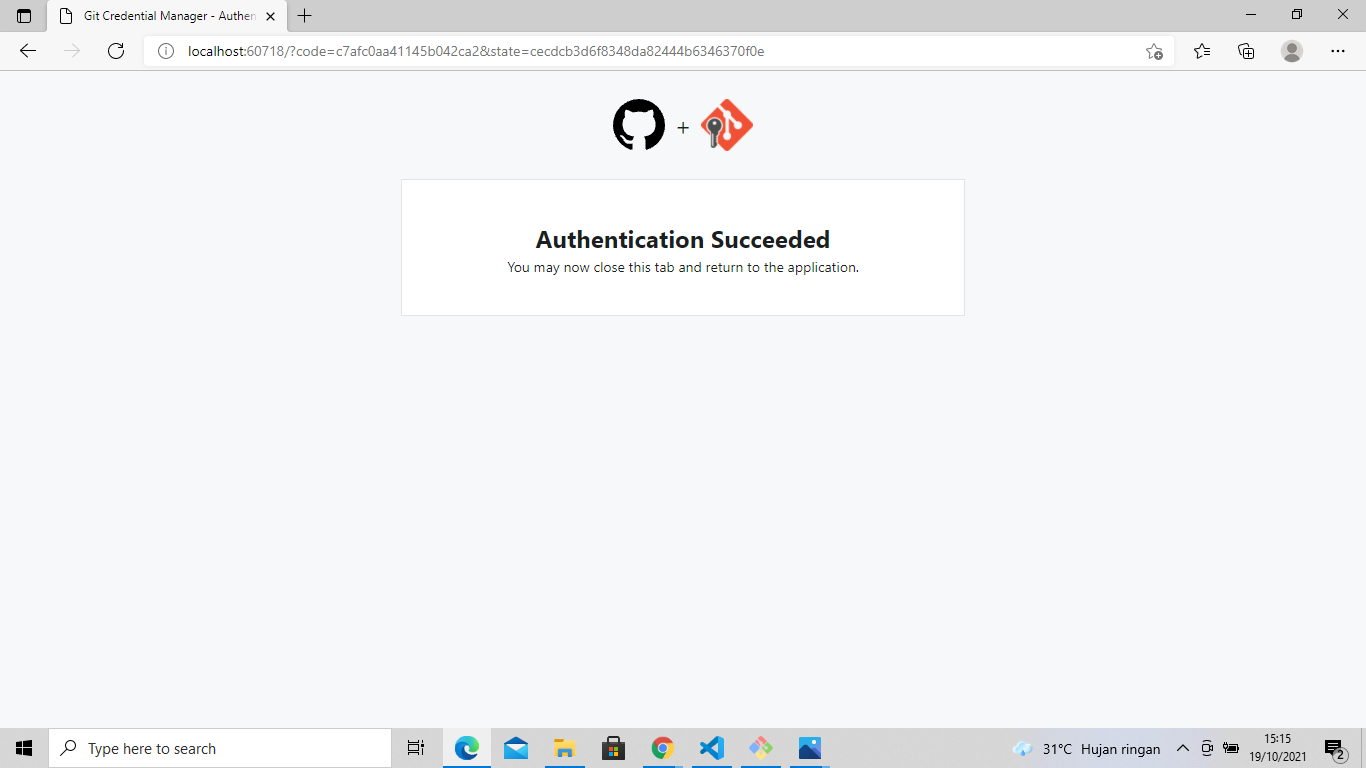 Git Credential Manager - Authen
localhost:60718/?code=c7afc0aa41145b042ca2&state=cecdcb3d6f8348da82444b6346370f0e
+
Authentication Succeeded
You may now close this tab and return to the application.
Type here to search
31°C Hujan ringan
15:15
19/10/2021
2